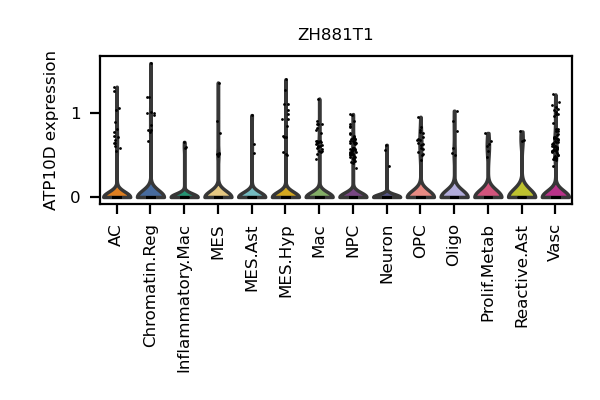 ZH881T1
ATP10D expression
1
0
AC
Chromatin.Reg
Inflammatory.Mac
MES
MES.Ast
MES.Hyp
Mac
NPC
Neuron
OPC
Oligo
Prolif.Metab
Reactive.Ast
Vasc